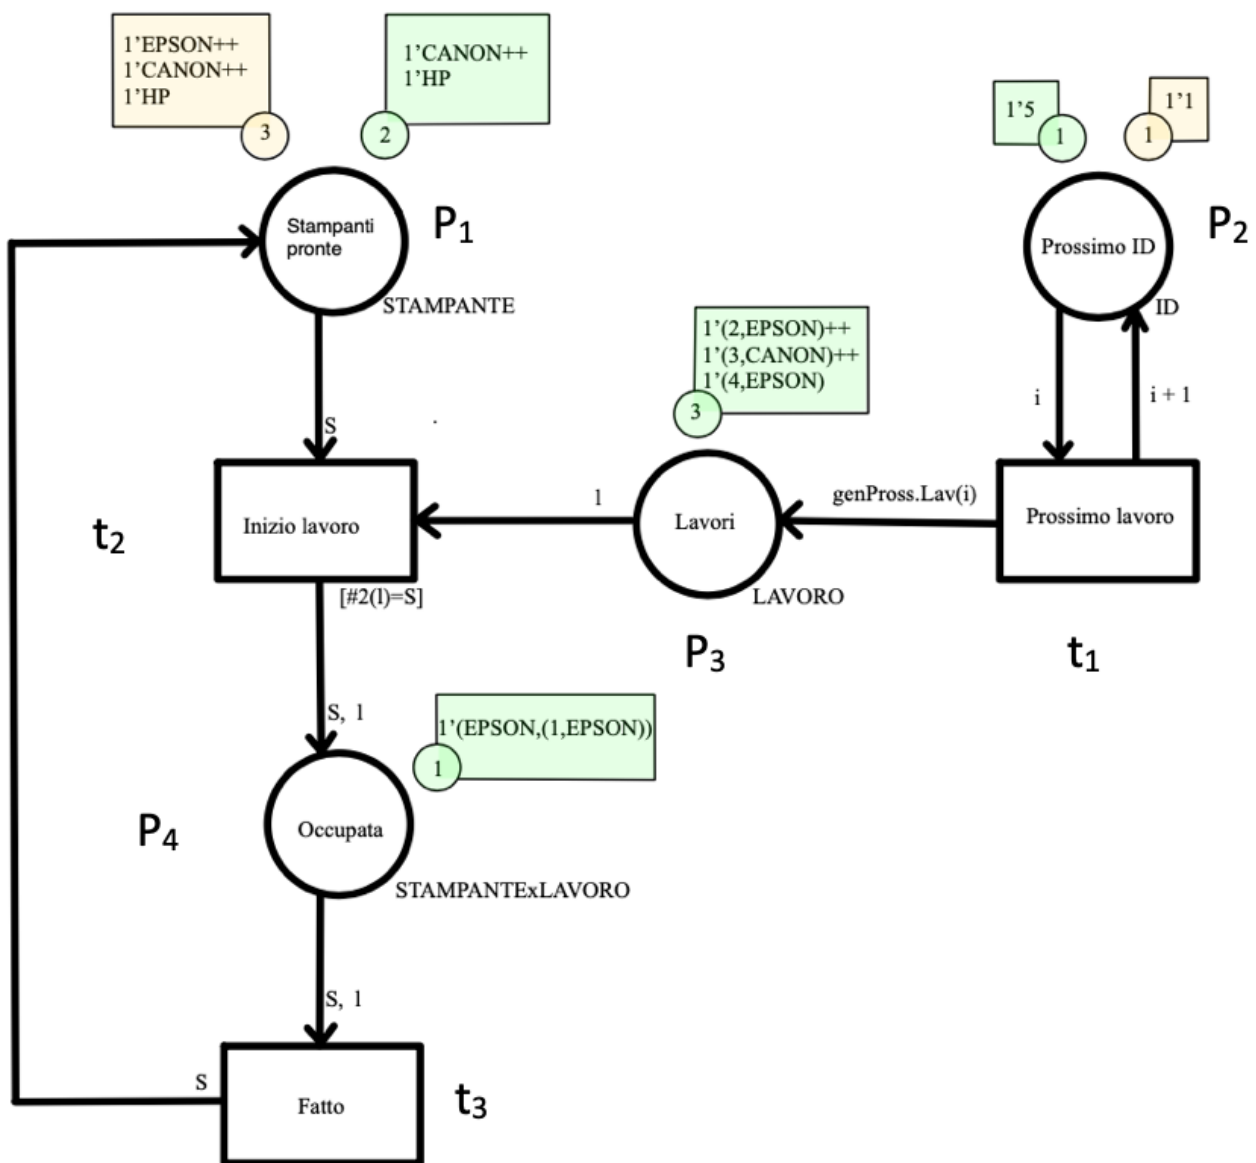 1’EPSON++
1’CANON++
1’HP
3
1’CANON++
1’HP
2
1’5
1
1’1
1
Stampanti
pronte
P₁
STAMPANTE
Prossimo ID
P₂
ID
1’(2,EPSON)++
1’(3,CANON)++
1’(4,EPSON)
3
i
i + 1
S
Inizio lavoro
t₂
[#2(l)=S]
l
Lavori
LAVORO
P₃
genPross.Lav(i)
Prossimo lavoro
t₁
S, l
1’(EPSON,(1,EPSON))
1
P₄
Occupata
STAMPANTExLAVORO
S, l
S
Fatto
t₃